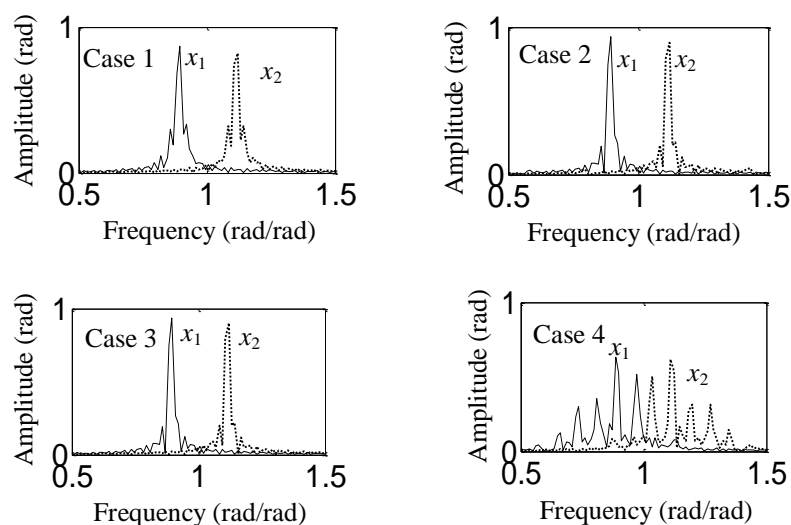 1
Case 1
x1
x2
Amplitude (rad)
0
0.5
1
1.5
Frequency (rad/rad)
1
Case 2
x1
x2
Amplitude (rad)
0
0.5
1
1.5
Frequency (rad/rad)
1
Case 3
x1
x2
Amplitude (rad)
0
0.5
1
1.5
Frequency (rad/rad)
1
Case 4
x1
x2
Amplitude (rad)
0
0.5
1
1.5
Frequency (rad/rad)